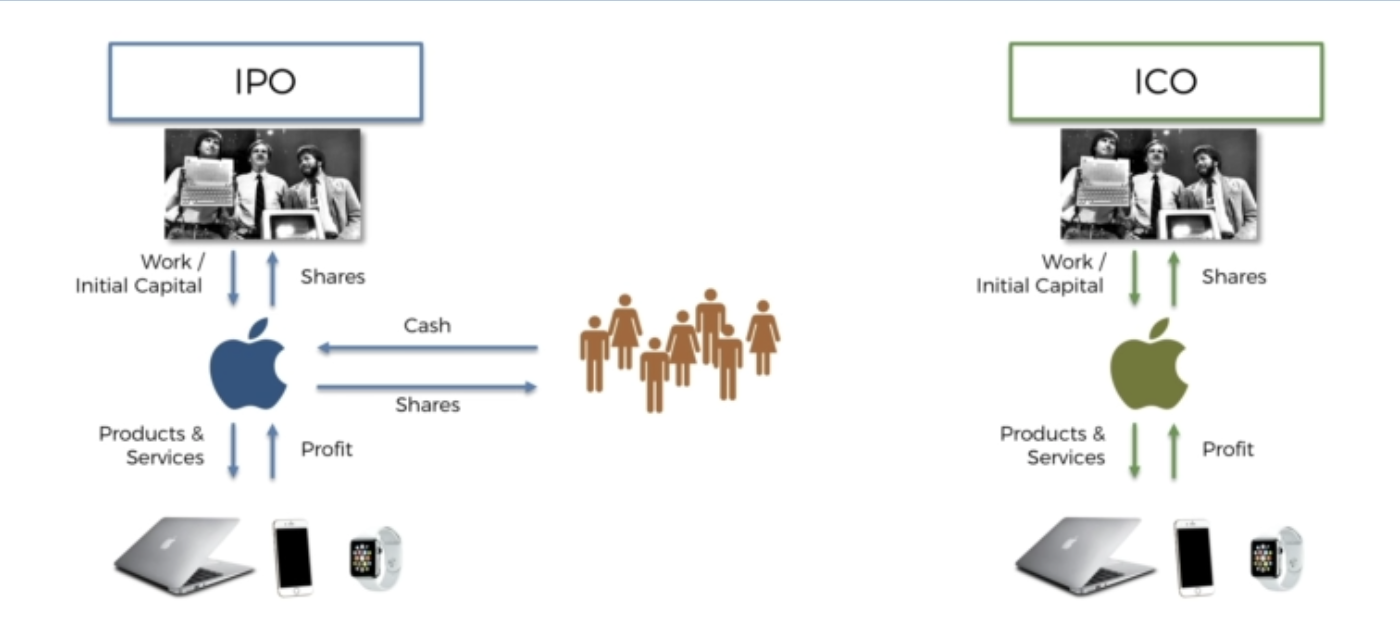 IPO
Work /
Initial Capital
Shares
Cash
Shares
Products &
Services
Profit
ICO
Work /
Initial Capital
Shares
Products &
Services
Profit